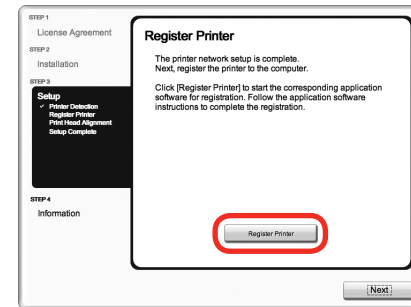 STEP 1
License Agreement
STEP 2
Installation
STEP 3
Setup
✓ Printer Detection
Register Printer
Print Head Alignment
Setup Complete
STEP 4
Information
Register Printer
The printer network setup is complete.
Next, register the printer to the computer.
Click [Register Printer] to start the corresponding application
software for registration. Follow the application software
instructions to complete the registration.
Register Printer
Next